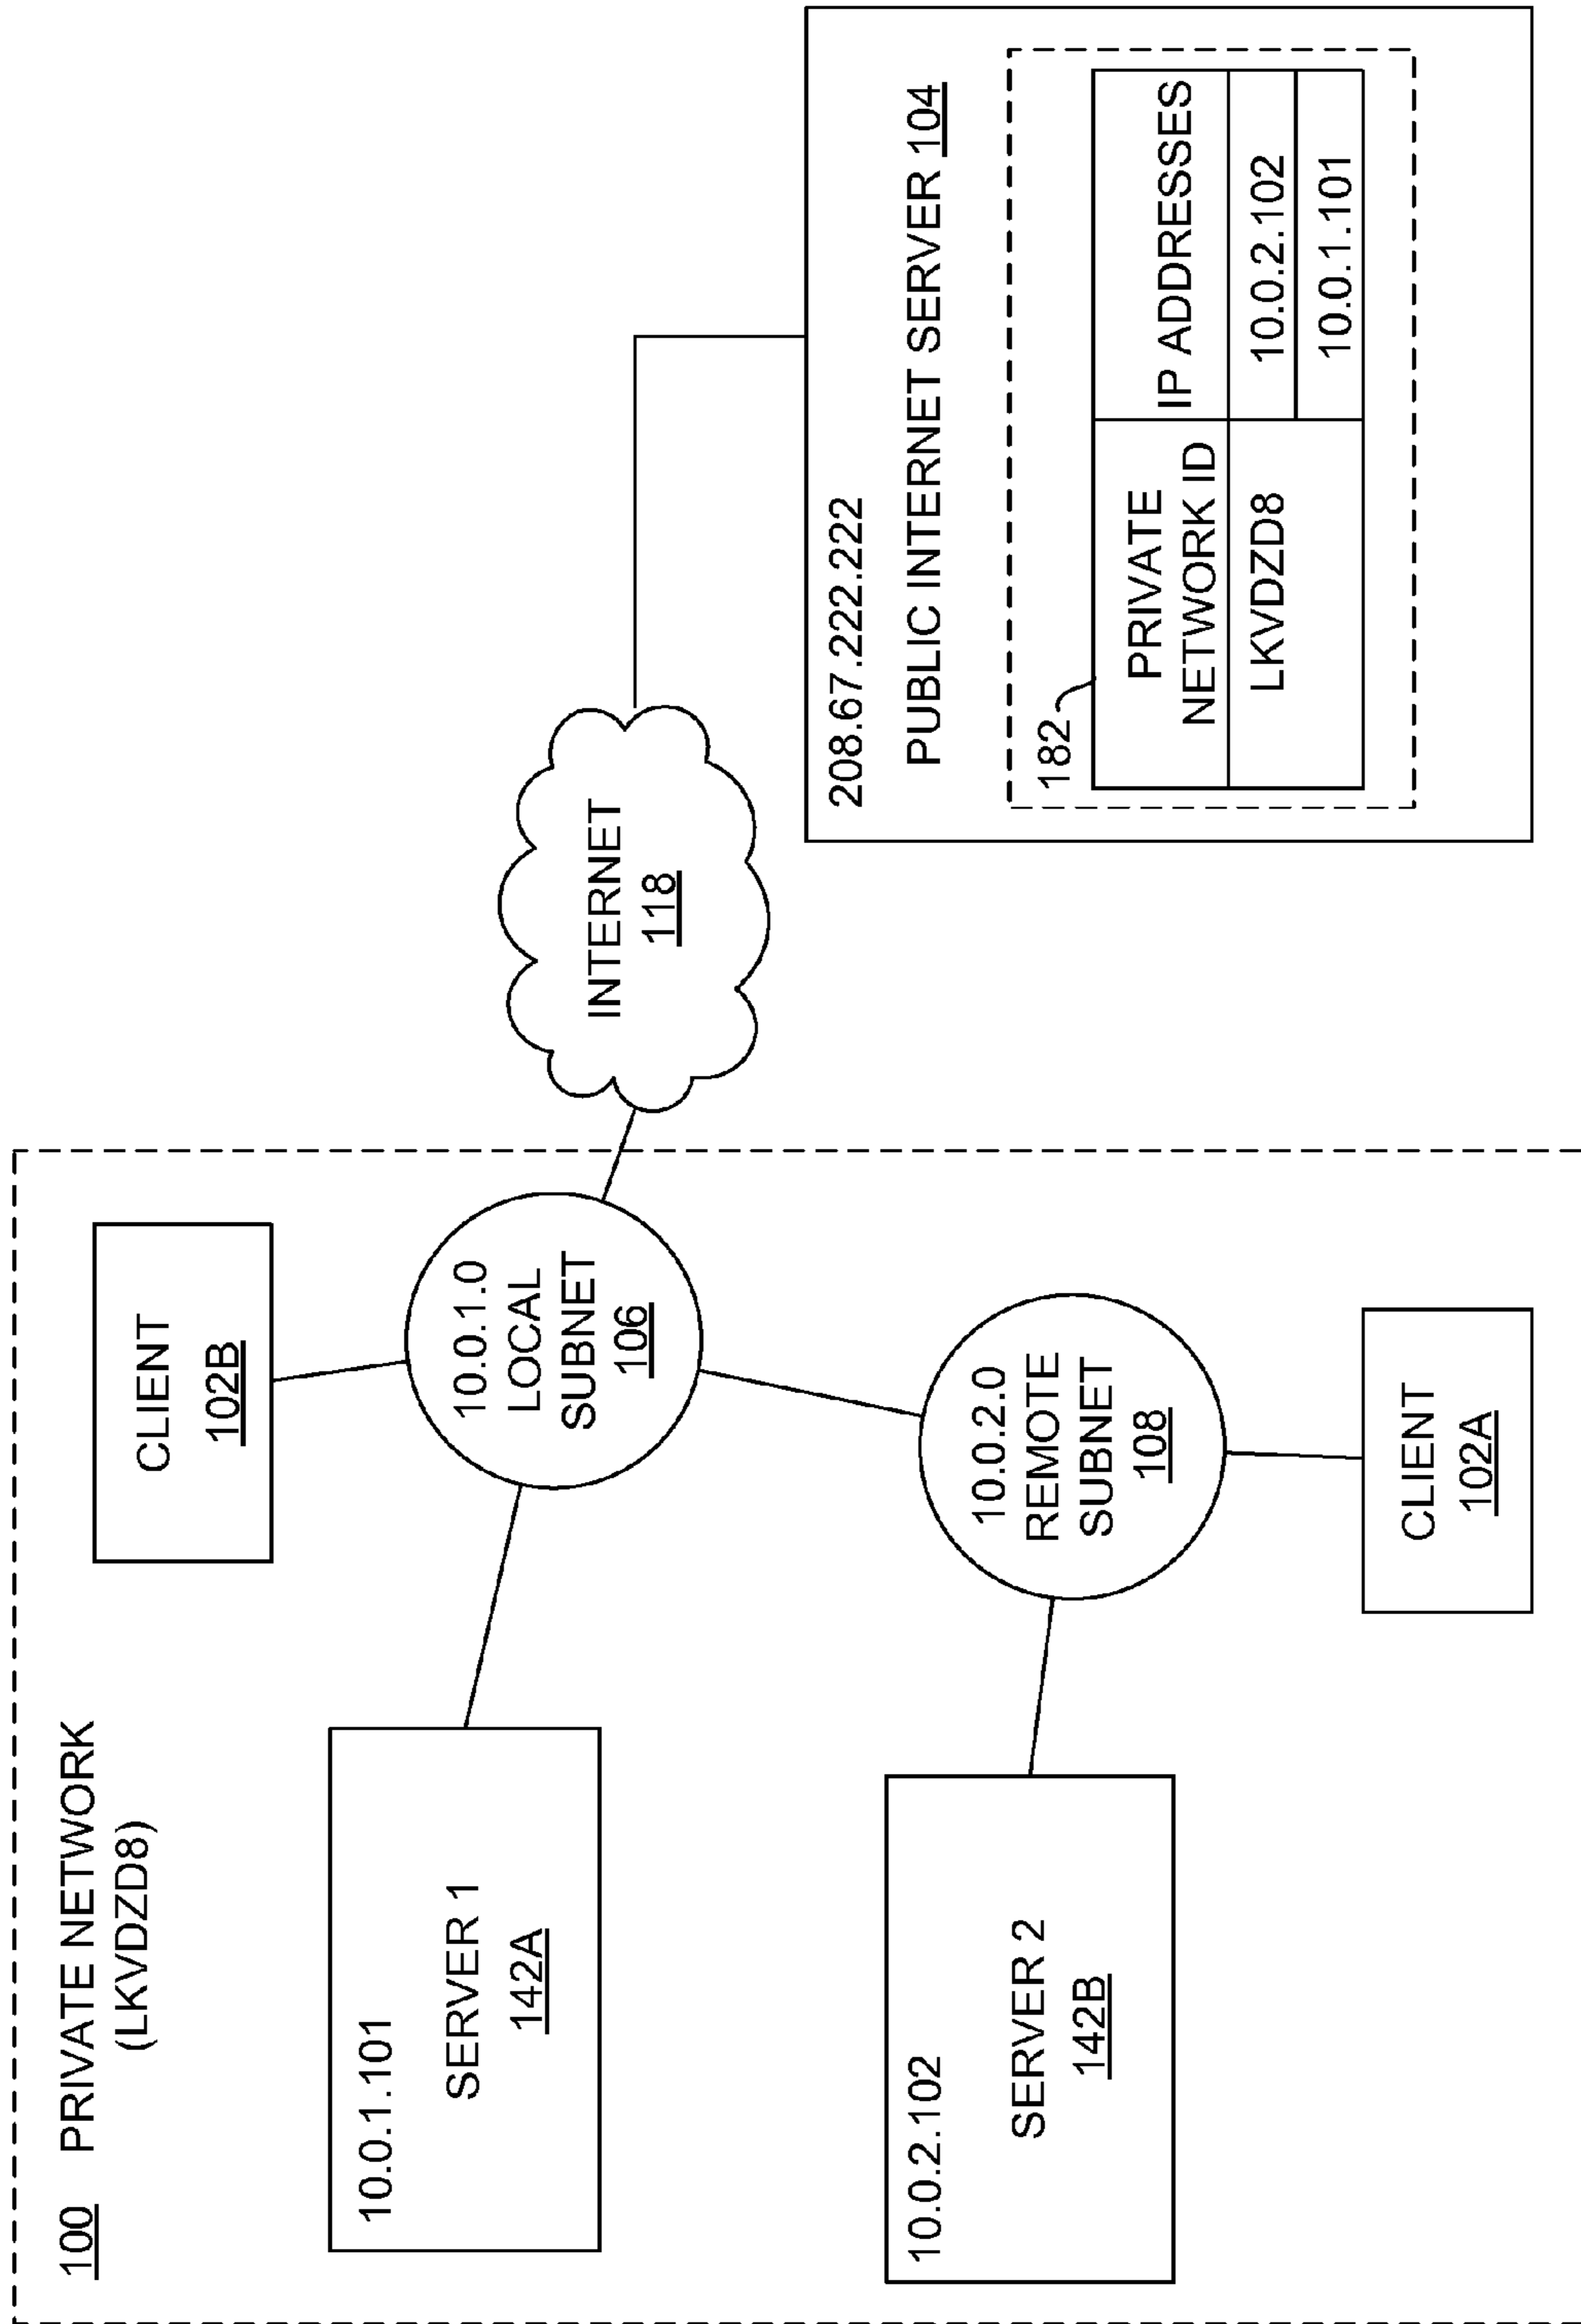 100 PRIVATE NETWORK
(LKVDZD8)
10.0.1.101
SERVER 1
142A
CLIENT
102B
10.0.1.0
LOCAL
SUBNET
106
10.0.2.102
SERVER 2
142B
10.0.2.0
REMOTE
SUBNET
108
CLIENT
102A
INTERNET
118
208.67.222.222
PUBLIC INTERNET SERVER 104
182
PRIVATE
NETWORK ID
IP ADDRESSES
LKVDZD8
10.0.2.102
10.0.1.101